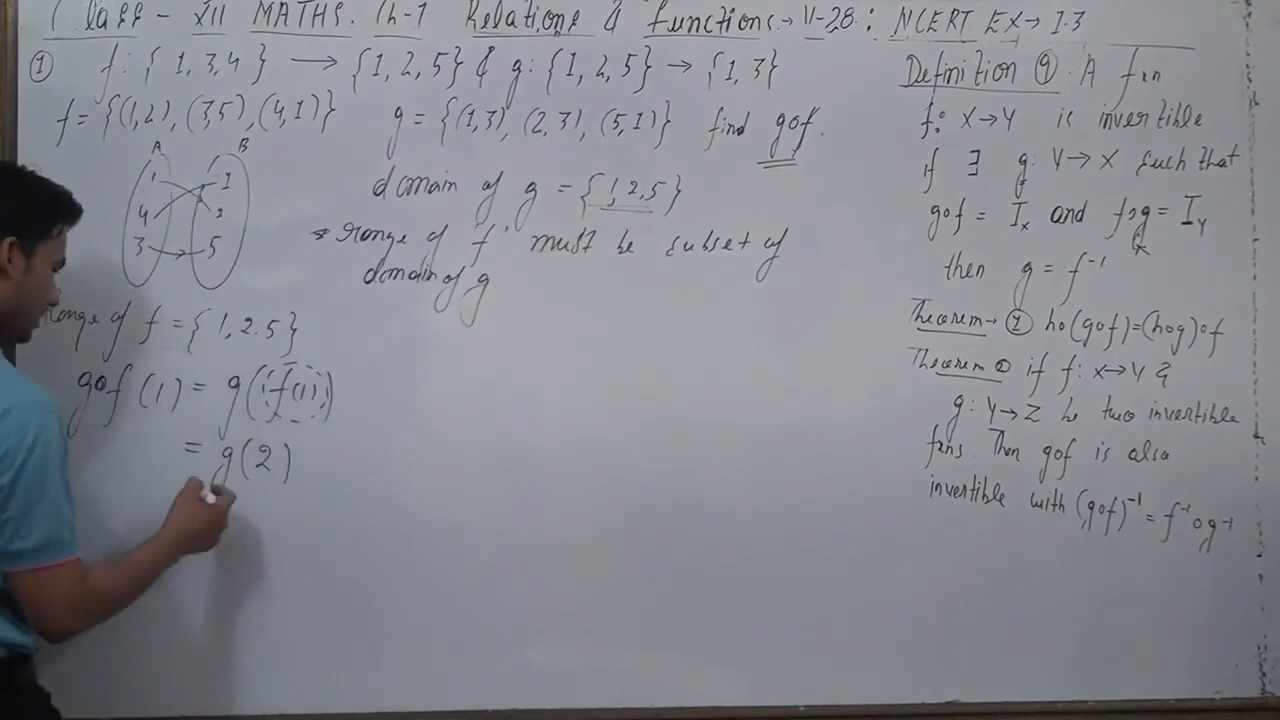 Class - XII MATHS. Ch-1 Relations & functions → V-28 : NCERT EX → 1.3
① f: {1, 3, 4} → {1, 2, 5} & g: {1, 2, 5} → {1, 3}
f = {(1,2), (3,5), (4,1)} g = {(1,3), (2,3), (5,1)} find gof.
A B
1 1
4 2
3 5
domain of g = {1, 2, 5}
* range of 'f' must be subset of
domain of g
range of f = {1, 2. 5}
gof (1) = g(f(1))
= g(2)
Definition ⑨. A fxn
f: X→Y is invertible
if ∃ g: Y→X such that
gof = Ix and fog = IY
then g = f⁻¹
Theorem → ① ho(gof) = (hog)of
Theorem ② if f: X→Y &
g: Y→Z be two invertible
fxns. Then gof is also
invertible with (gof)⁻¹ = f⁻¹og⁻¹